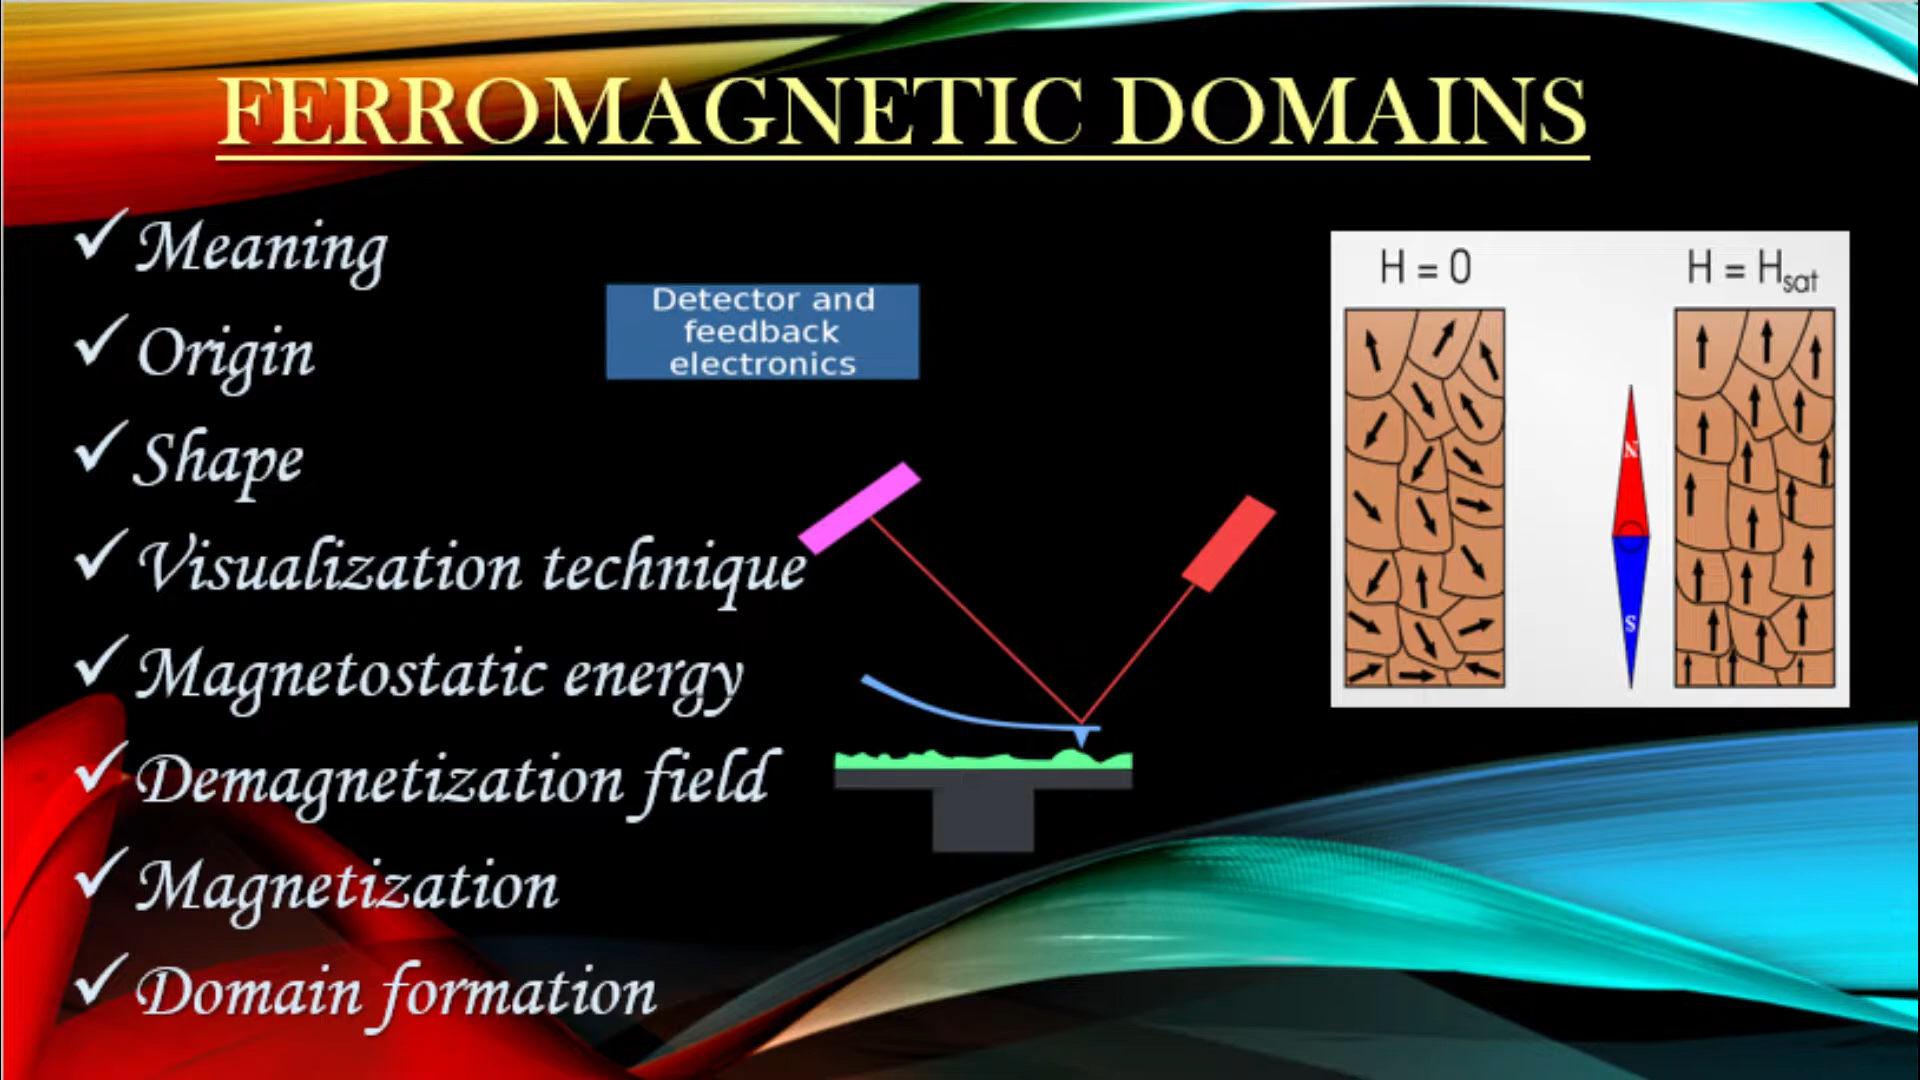 FERROMAGNETIC DOMAINS
✓ Meaning
✓ Origin
✓ Shape
✓ Visualization technique
✓ Magnetostatic energy
✓ Demagnetization field
✓ Magnetization
✓ Domain formation
Detector and
feedback
electronics
H = 0
H = Hsat
N
S